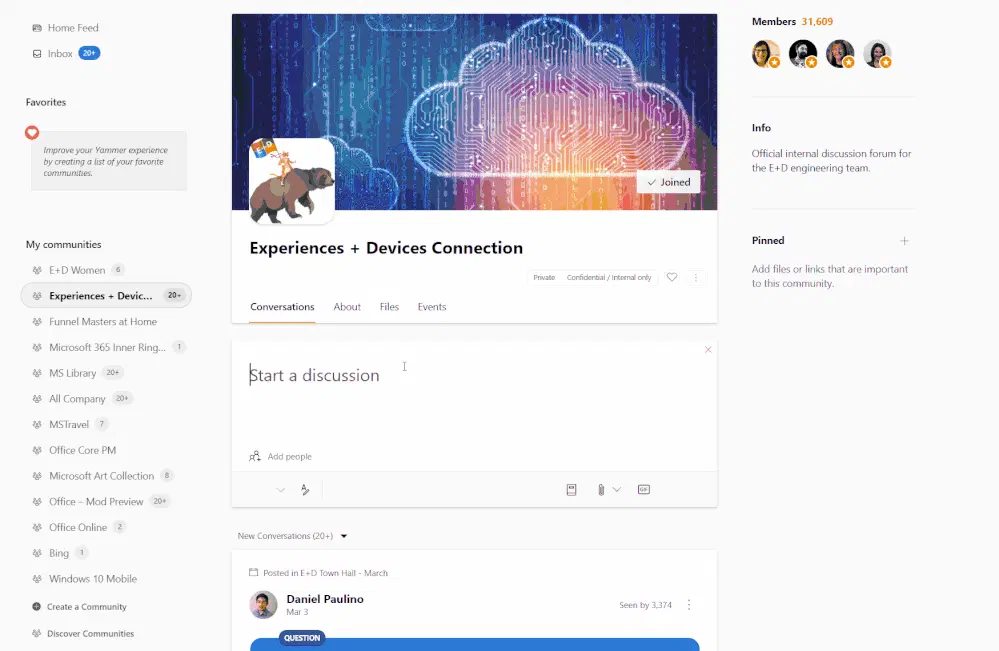 Home Feed
Inbox 20+
Favorites
Improve your Yammer experience
by creating a list of your favorite
communities.
My communities
E+D Women 6
Experiences + Devic... 20+
Funnel Masters at Home
Microsoft 365 Inner Ring... 1
MS Library 20+
All Company 20+
MSTravel 7
Office Core PM
Microsoft Art Collection 8
Office – Mod Preview 20+
Office Online 2
Bing 1
Windows 10 Mobile
Create a Community
Discover Communities
E+D
Joined
Experiences + Devices Connection
Private Confidential / Internal only
Conversations About Files Events
Start a discussion
Add people
GIF
New Conversations (20+)
Posted in E+D Town Hall - March
Daniel Paulino
Mar 3
Seen by 3,374
QUESTION
Members 31,609
Info
Official internal discussion forum for
the E+D engineering team.
Pinned
Add files or links that are important
to this community.